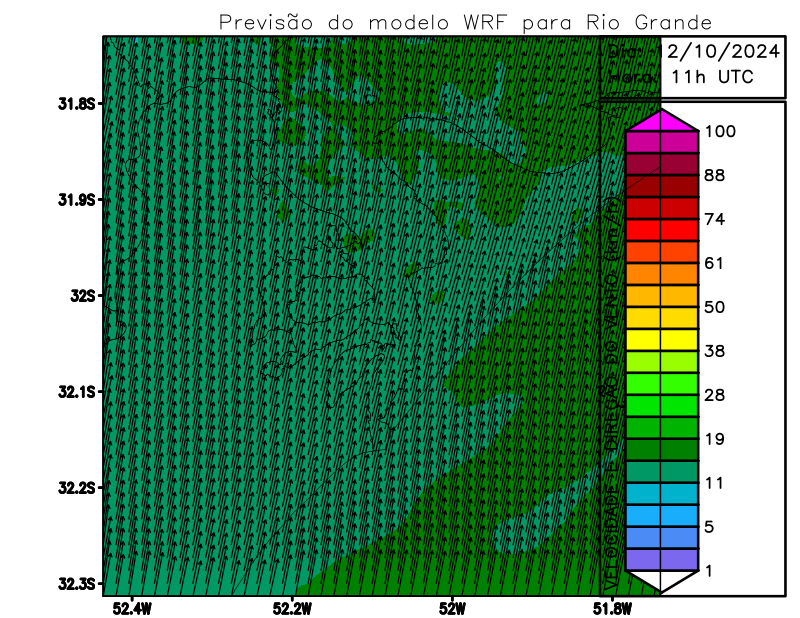 Previsão do modelo WRF para Rio Grande
Dia: 12/10/2024
Hora: 11h UTC
31.8S
31.9S
32S
32.1S
32.2S
32.3S
52.4W
52.2W
52W
51.8W
VELOCIDADE E DIREÇÃO DO VENTO (km/h)
100
88
74
61
50
38
28
19
11
5
1